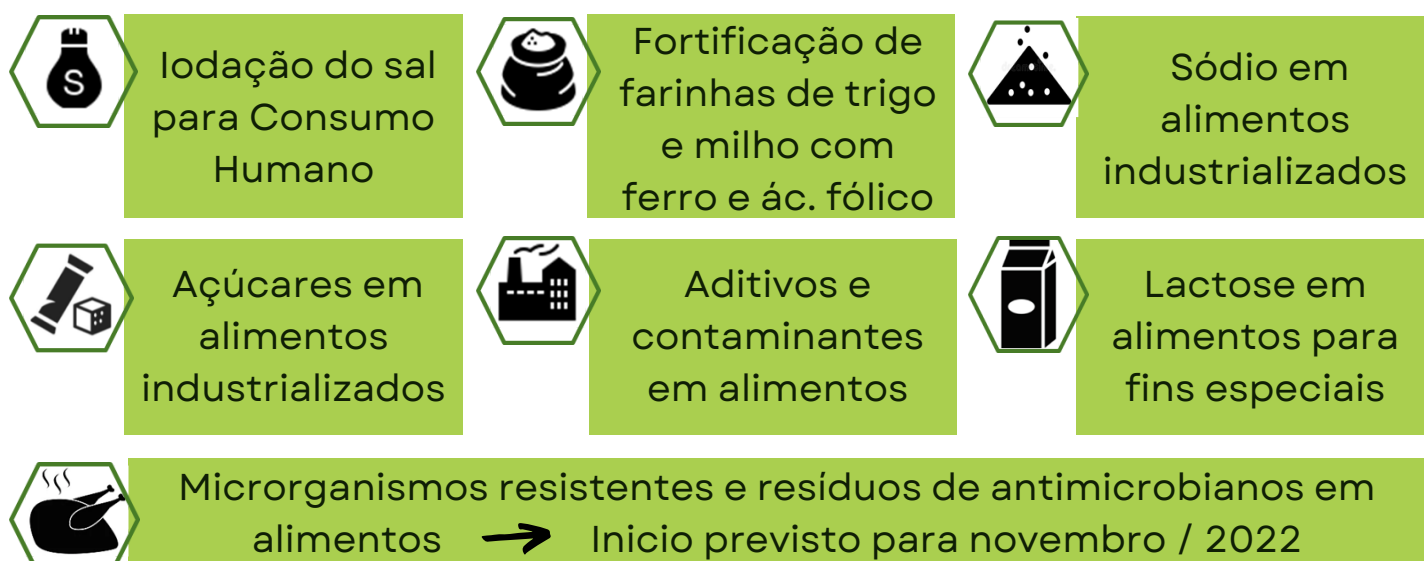 S
Iodação do sal
para Consumo
Humano
Fortificação de
farinhas de trigo
e milho com
ferro e ác. fólico
Sódio em
alimentos
industrializados
Açúcares em
alimentos
industrializados
Aditivos e
contaminantes
em alimentos
Lactose em
alimentos para
fins especiais
Microrganismos resistentes e resíduos de antimicrobianos em
alimentos → Inicio previsto para novembro / 2022